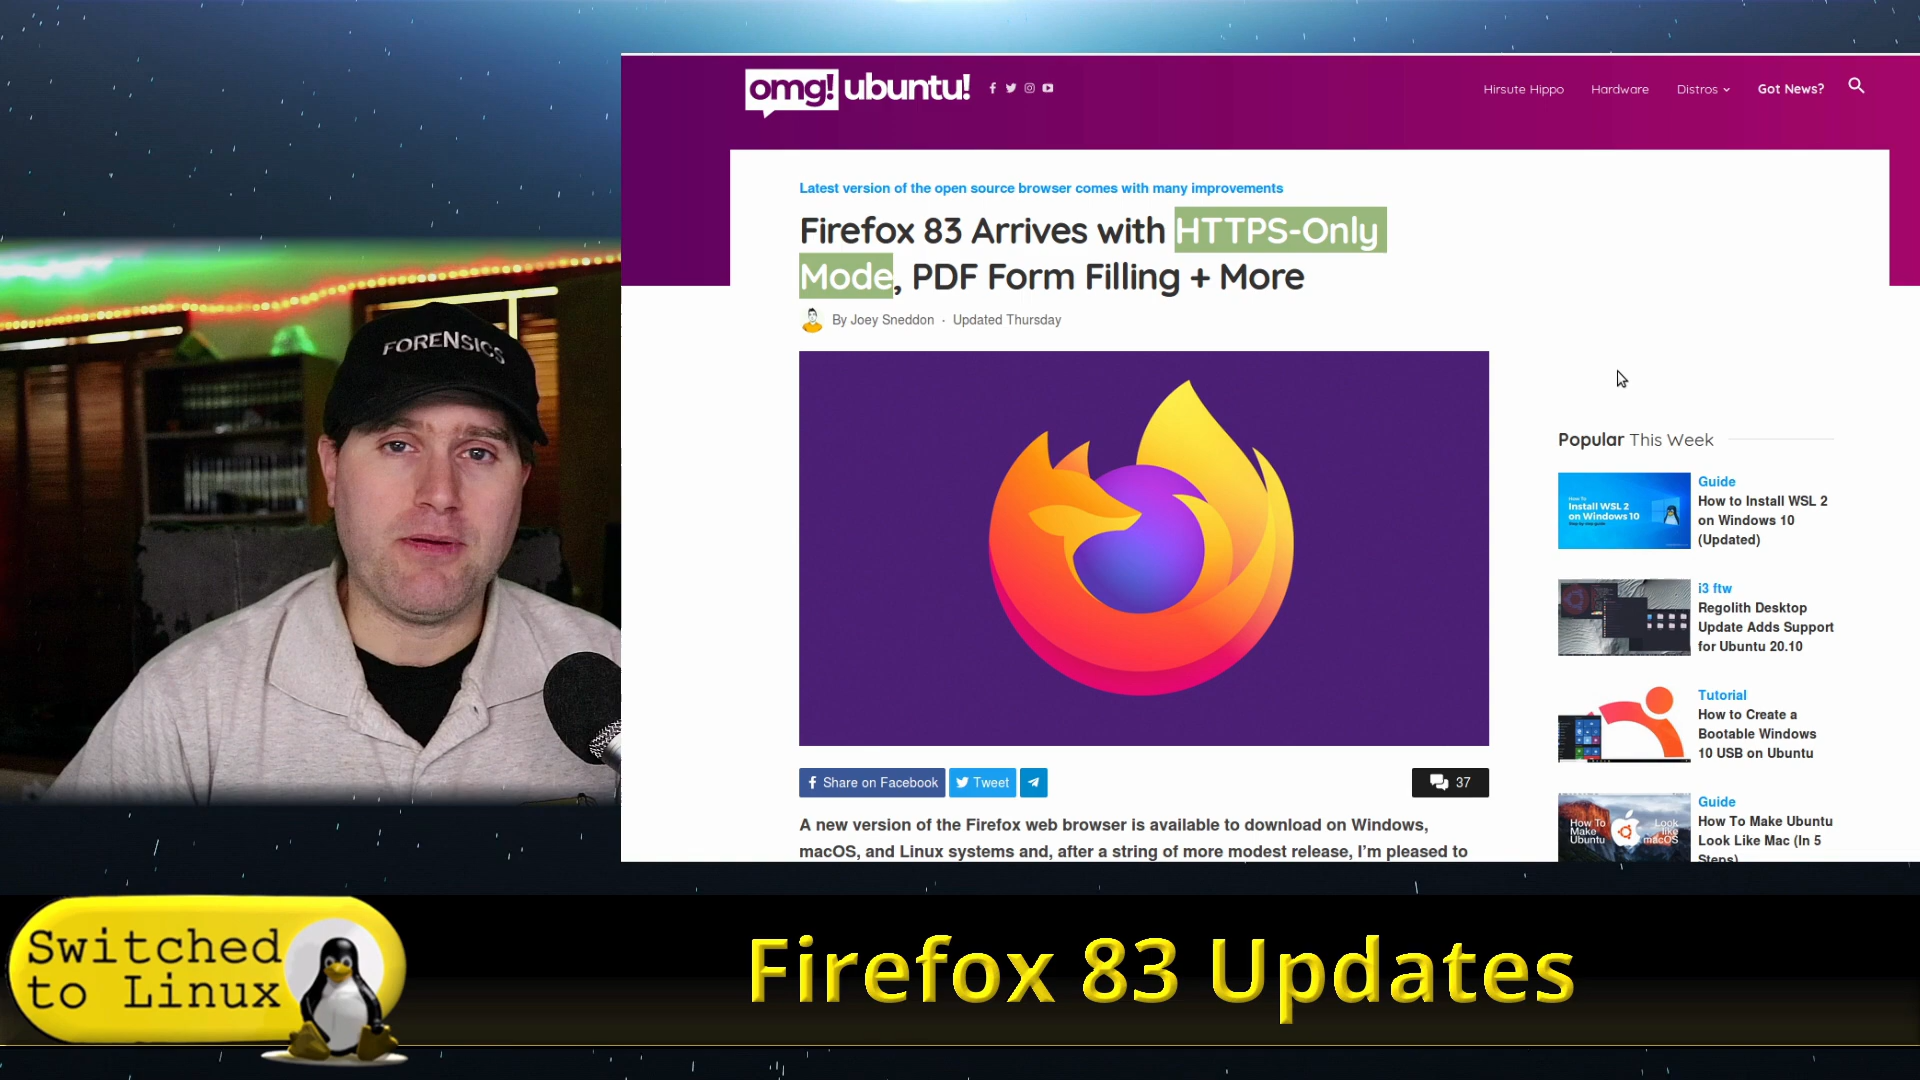 omg! ubuntu!
Hirsute Hippo
Hardware
Distros
Got News?
Latest version of the open source browser comes with many improvements
Firefox 83 Arrives with HTTPS-Only
Mode, PDF Form Filling + More
By Joey Sneddon · Updated Thursday
FORENSICS
Popular This Week
How To
Install WSL 2
on Windows 10
Guide
How to Install WSL 2
on Windows 10
(Updated)
i3 ftw
Regolith Desktop
Update Adds Support
for Ubuntu 20.10
Tutorial
How to Create a
Bootable Windows
10 USB on Ubuntu
How To
Make
Ubuntu
Look
Like
macOS
Guide
How To Make Ubuntu
Look Like Mac (In 5
Steps)
Share on Facebook
Tweet
37
A new version of the Firefox web browser is available to download on Windows,
macOS, and Linux systems and, after a string of more modest release, I'm pleased to
Switched
to Linux
Firefox 83 Updates